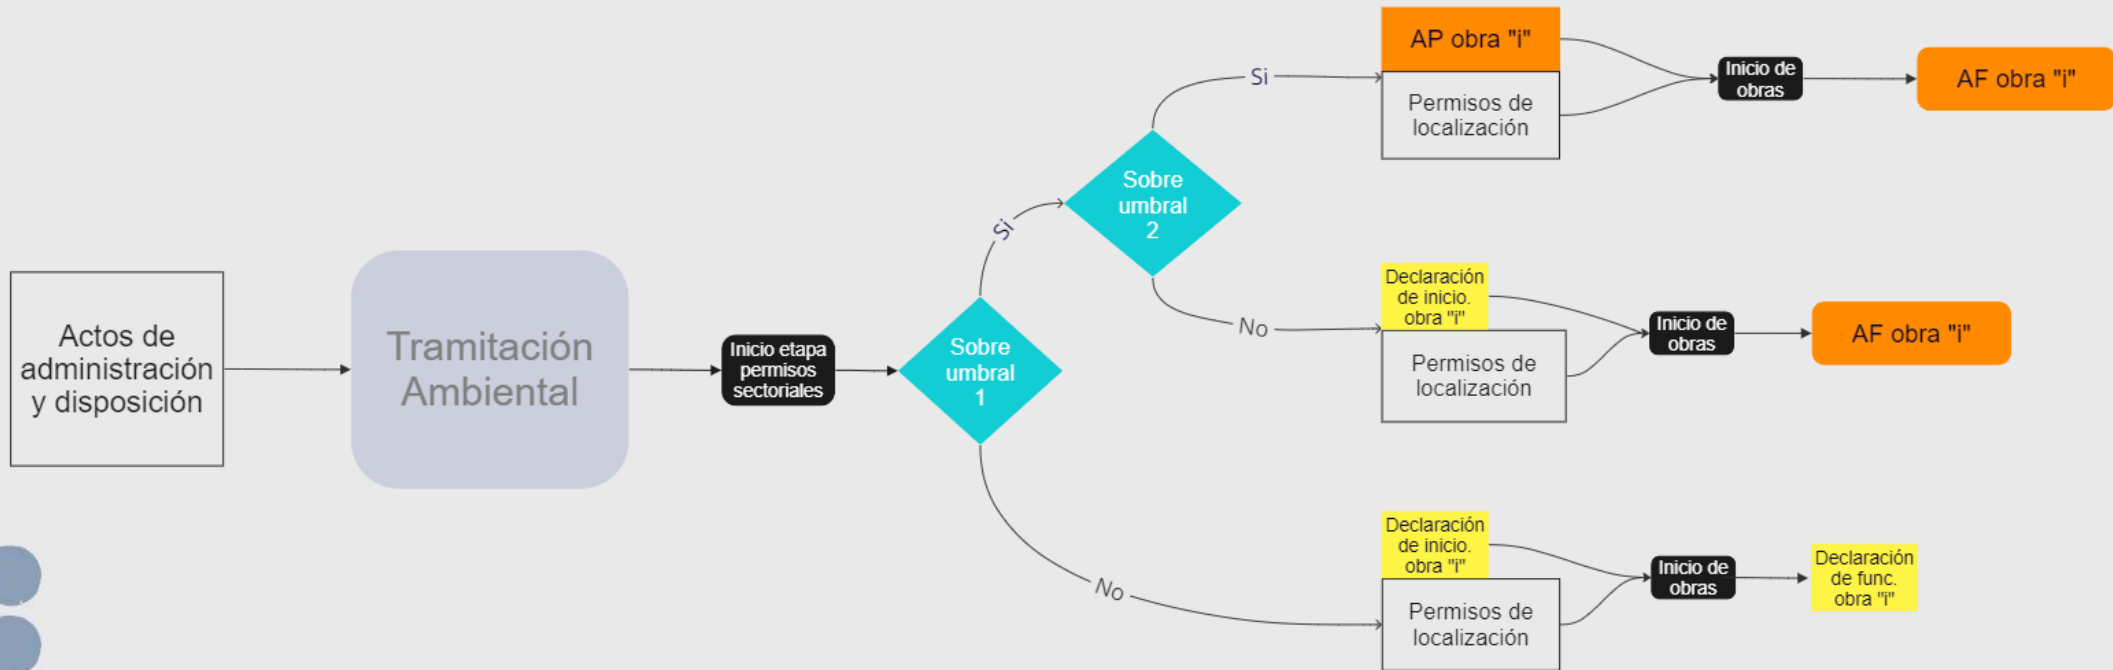 Actos de
administración
y disposición
Tramitación
Ambiental
Inicio etapa
permisos
sectoriales
Sobre
umbral
1
Si
Sobre
umbral
2
Si
AP obra "i"
Permisos de
localización
Inicio de
obras
AF obra "i"
No
Declaración
de inicio.
obra "i"
Permisos de
localización
Inicio de
obras
AF obra "i"
No
Declaración
de inicio.
obra "i"
Permisos de
localización
Inicio de
obras
Declaración
de func.
obra "i"